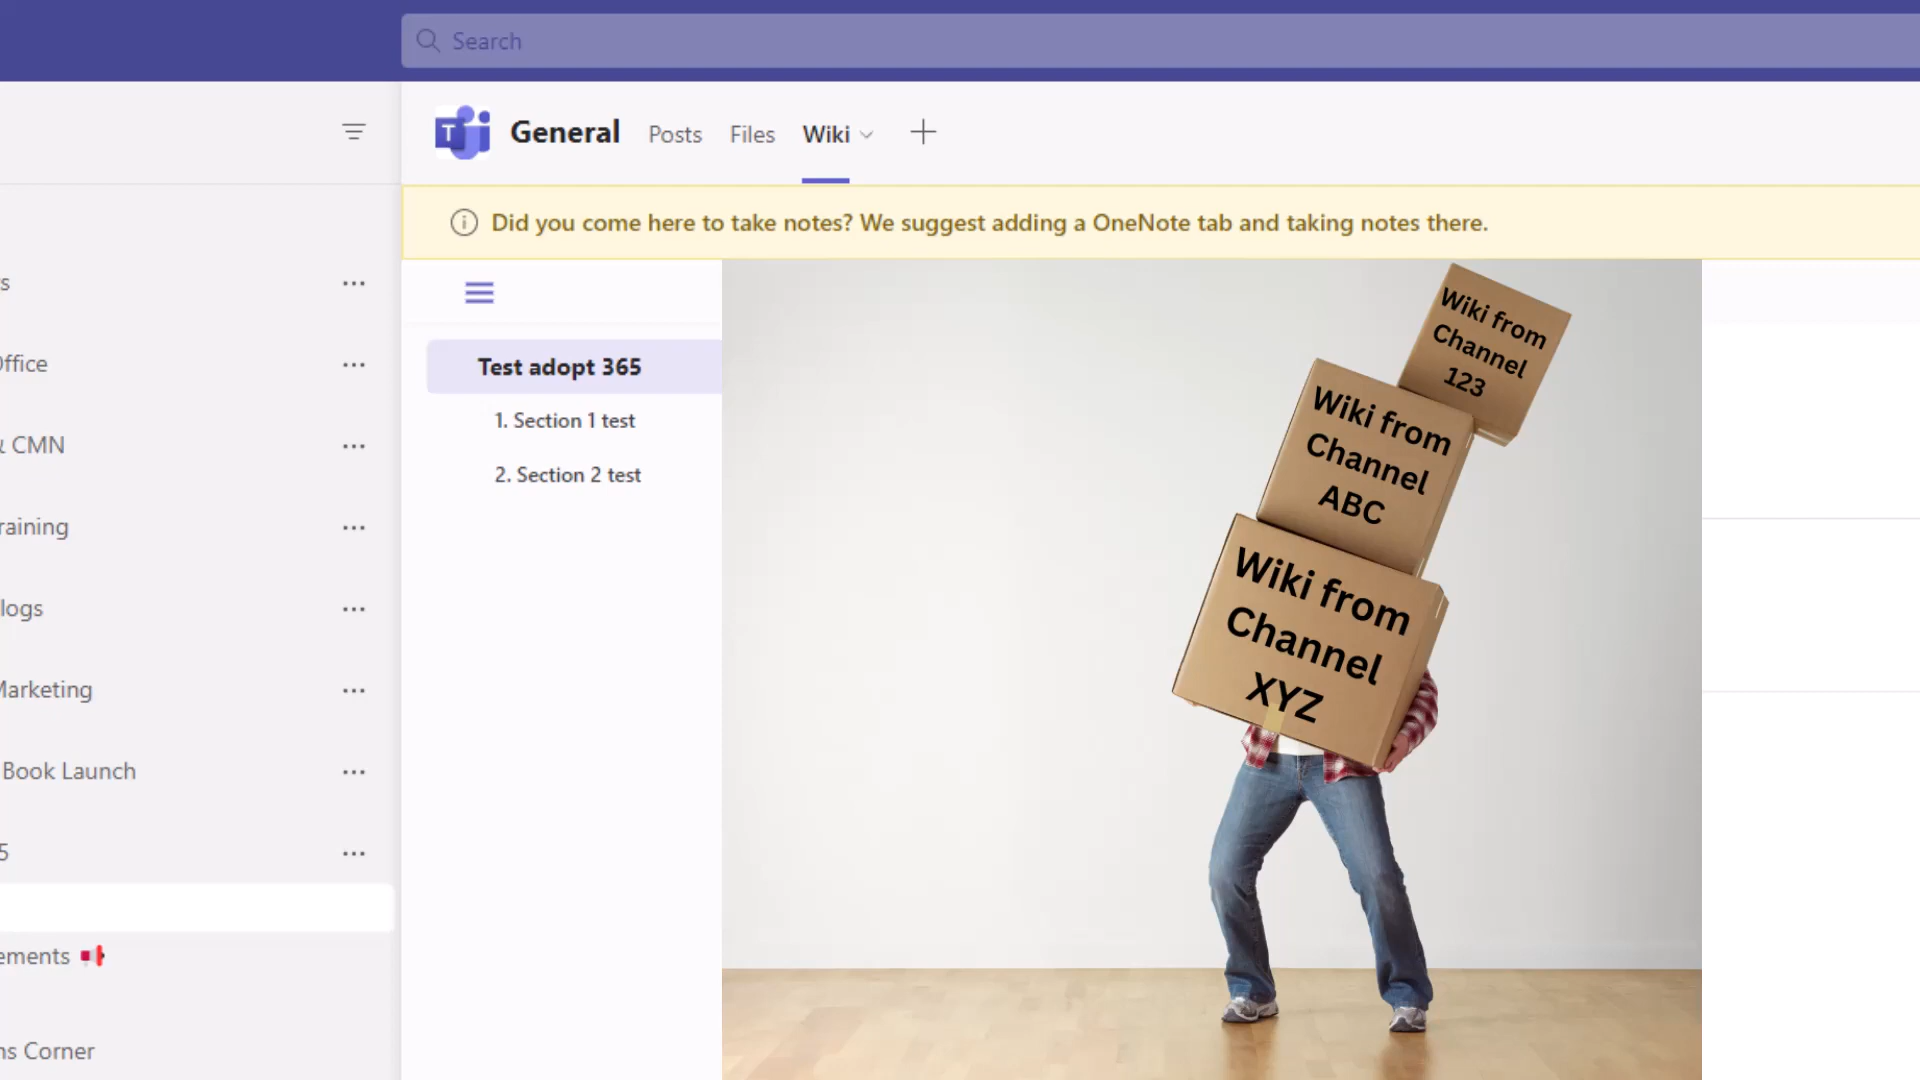 Search
T
General
Posts
Files
Wiki
Did you come here to take notes? We suggest adding a OneNote tab and taking notes there.
s
Office
& CMN
raining
logs
Marketing
Book Launch
5
ements
ns Corner
Test adopt 365
1. Section 1 test
2. Section 2 test
Wiki from
Channel
123
Wiki from
Channel
ABC
Wiki from
Channel
XYZ